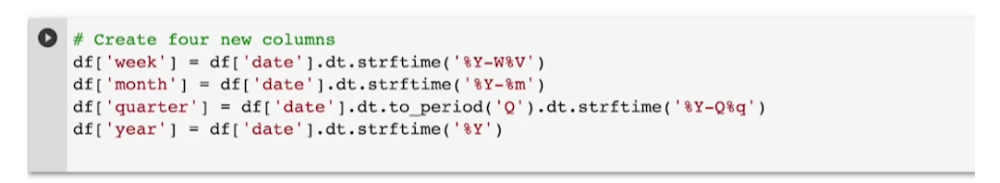 # Create four new columns
df['week'] = df['date'].dt.strftime('%Y-W%V')
df['month'] = df['date'].dt.strftime('%Y-%m')
df['quarter'] = df['date'].dt.to_period('Q').dt.strftime('%Y-Q%q')
df['year'] = df['date'].dt.strftime('%Y')